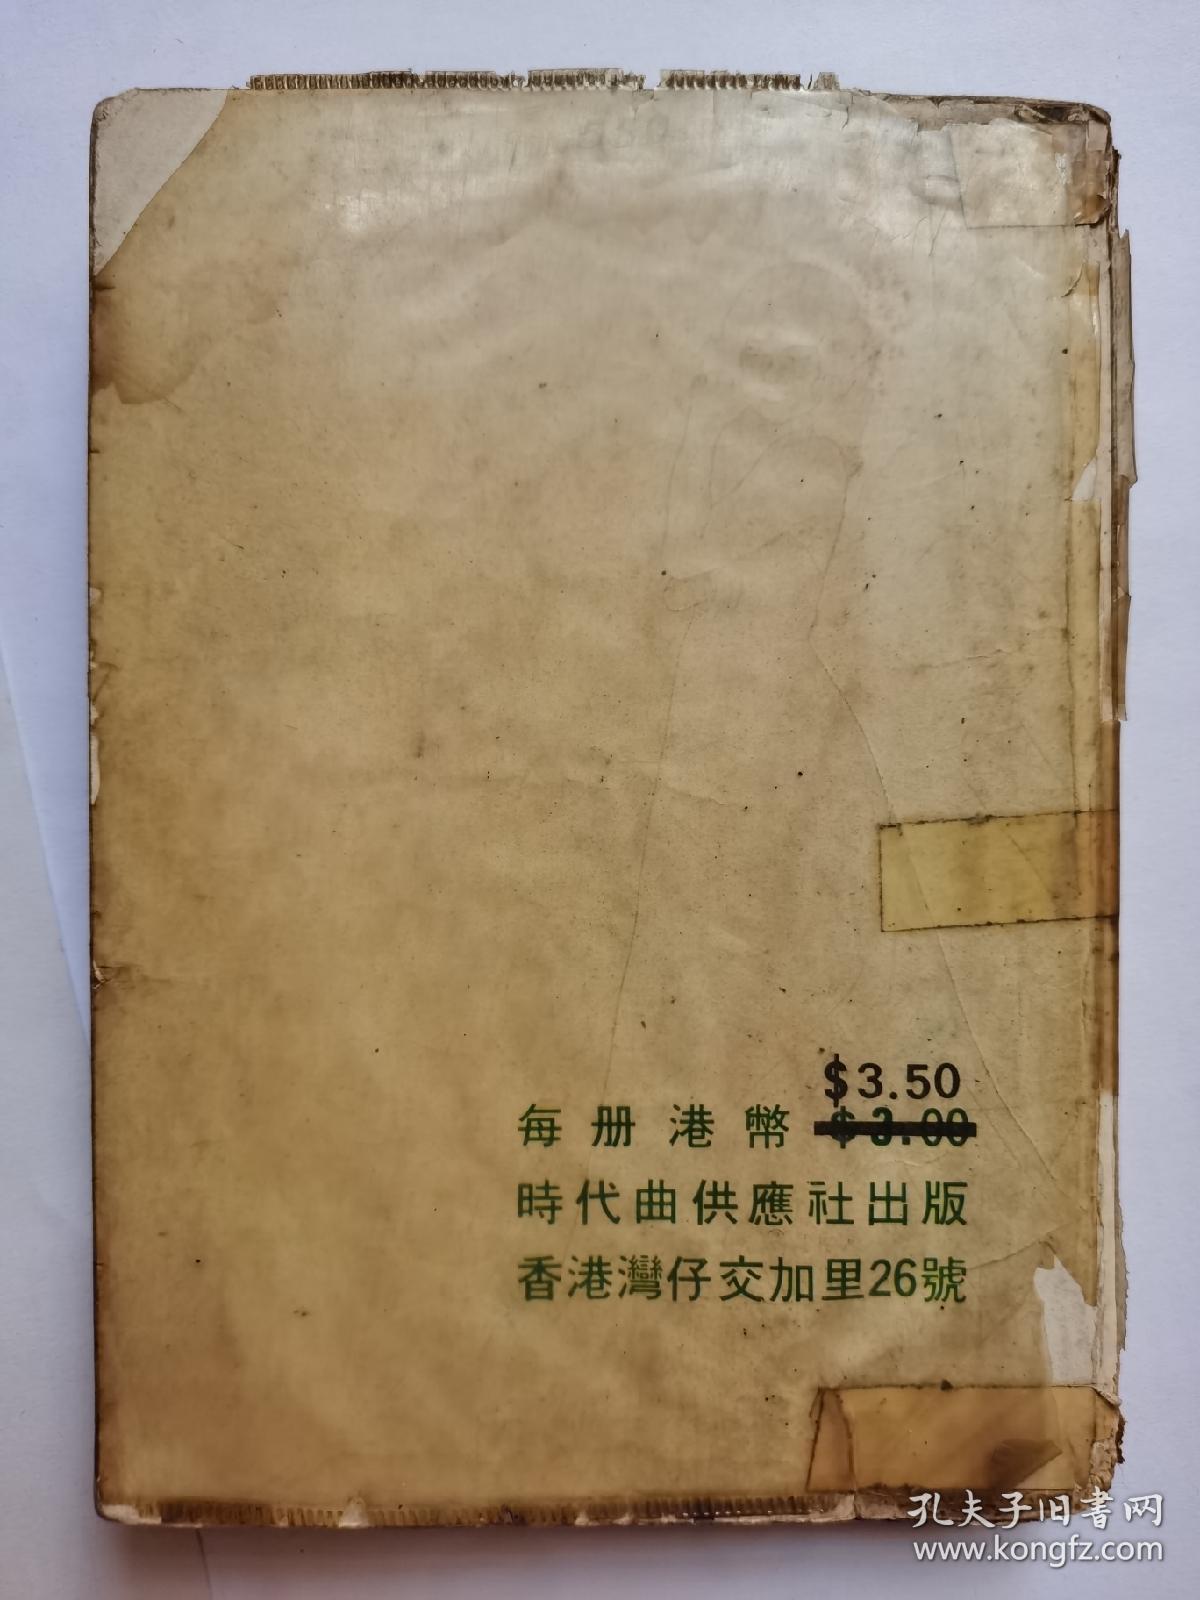 $3.50
每册港幣 $3.00
時代曲供應社出版
香港灣仔交加里26號
孔夫子旧書网
www.kongfz.com